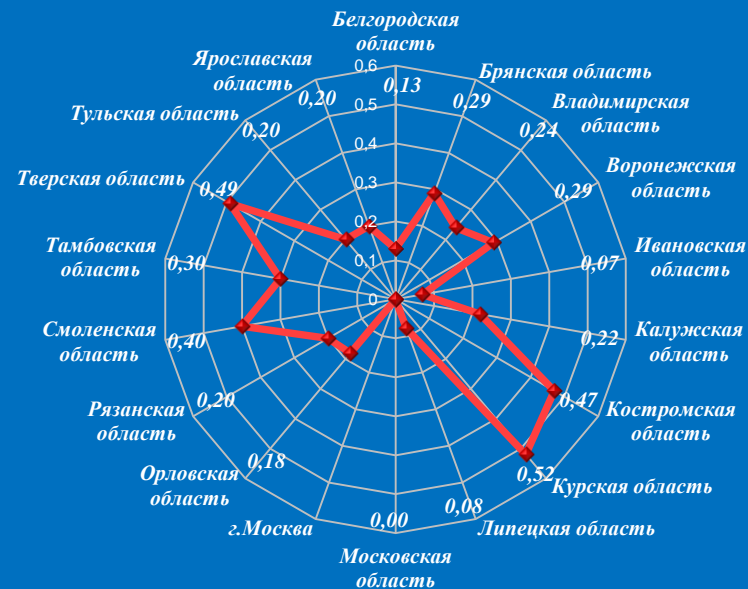 Белгородская
область
0,13
Брянская область
0,29
Владимирская
область
0,24
Воронежская
область
0,29
Ивановская
область
0,07
Калужская
область
0,22
Костромская
область
0,47
Курская область
0,52
Липецкая область
0,08
Московская
область
0,00
г.Москва
Орловская
область
0,18
Рязанская
область
0,20
Смоленская
область
0,40
Тамбовская
область
0,30
Тверская область
0,49
Тульская область
0,20
Ярославская
область
0,20
0,6
0,5
0,4
0,3
0,2
0,1
0